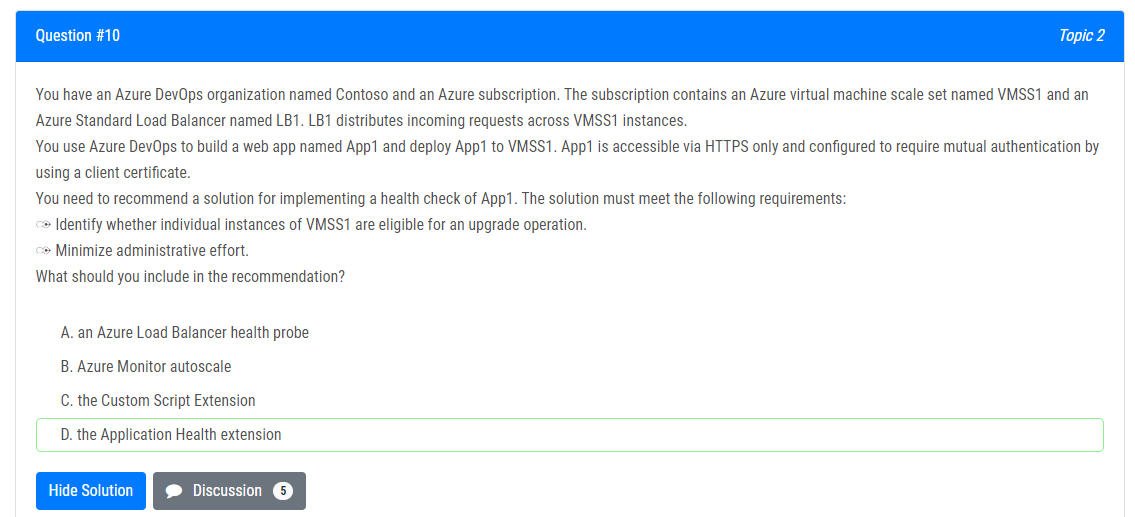 Question #10
Topic 2
You have an Azure DevOps organization named Contoso and an Azure subscription. The subscription contains an Azure virtual machine scale set named VMSS1 and an
Azure Standard Load Balancer named LB1. LB1 distributes incoming requests across VMSS1 instances.
You use Azure DevOps to build a web app named App1 and deploy App1 to VMSS1. App1 is accessible via HTTPS only and configured to require mutual authentication by
using a client certificate.
You need to recommend a solution for implementing a health check of App1. The solution must meet the following requirements:
Identify whether individual instances of VMSS1 are eligible for an upgrade operation.
Minimize administrative effort.
What should you include in the recommendation?
A. an Azure Load Balancer health probe
B. Azure Monitor autoscale
C. the Custom Script Extension
D. the Application Health extension
Hide Solution
Discussion 5